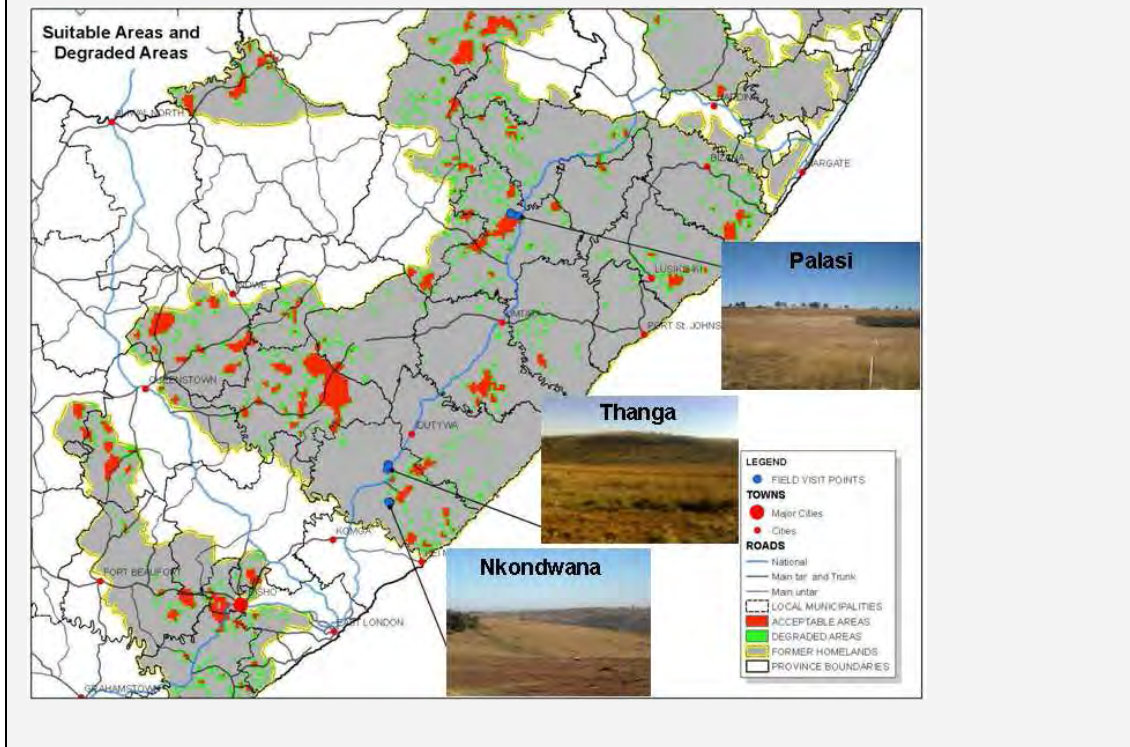 Suitable Areas and
Degraded Areas
BIZANA
MARGATE
Palasi
LUSIKISIKI
PORT St. JOHNS
QUEENSTOWN
Thanga
IDUTYWA
LEGEND
FIELD VISIT POINTS
TOWNS
Major Cities
Cities
ROADS
National
Main tar and Trunk
Main untar
LOCAL MUNICIPALITIES
ACCEPTABLE AREAS
DEGRADED AREAS
FORMER HOMELANDS
PROVINCE BOUNDARIES
KOMGA
Nkondwana
FORT BEAUFORT
EAST LONDON
GRAHAMSTOWN